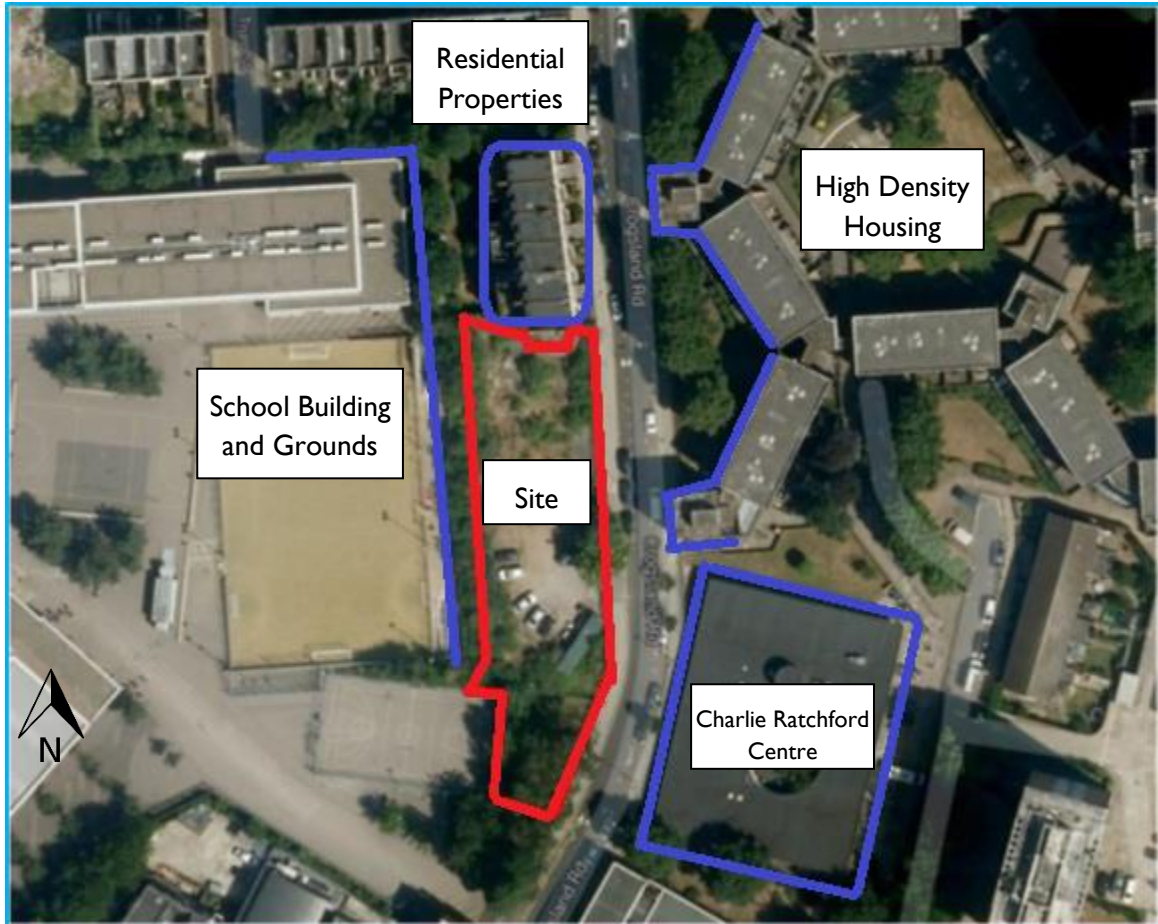 Residential
Properties
High Density
Housing
School Building
and Grounds
Site
Charlie Ratchford
Centre
N